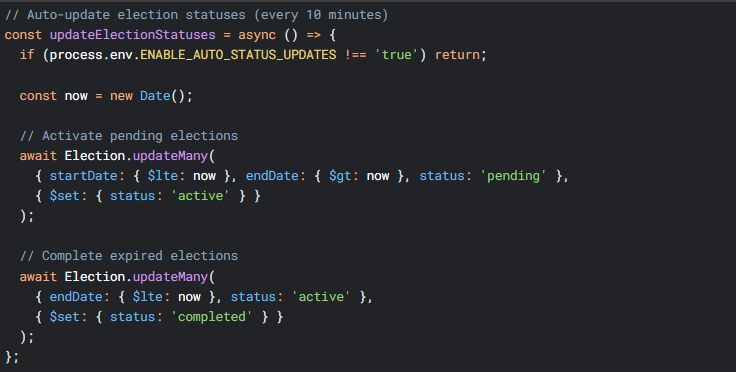 // Auto-update election statuses (every 10 minutes)
const updateElectionStatuses = async () => {
  if (process.env.ENABLE_AUTO_STATUS_UPDATES !== 'true') return;

  const now = new Date();

  // Activate pending elections
  await Election.updateMany(
    { startDate: { $lte: now }, endDate: { $gt: now }, status: 'pending' },
    { $set: { status: 'active' } }
  );

  // Complete expired elections
  await Election.updateMany(
    { endDate: { $lte: now }, status: 'active' },
    { $set: { status: 'completed' } }
  );
};